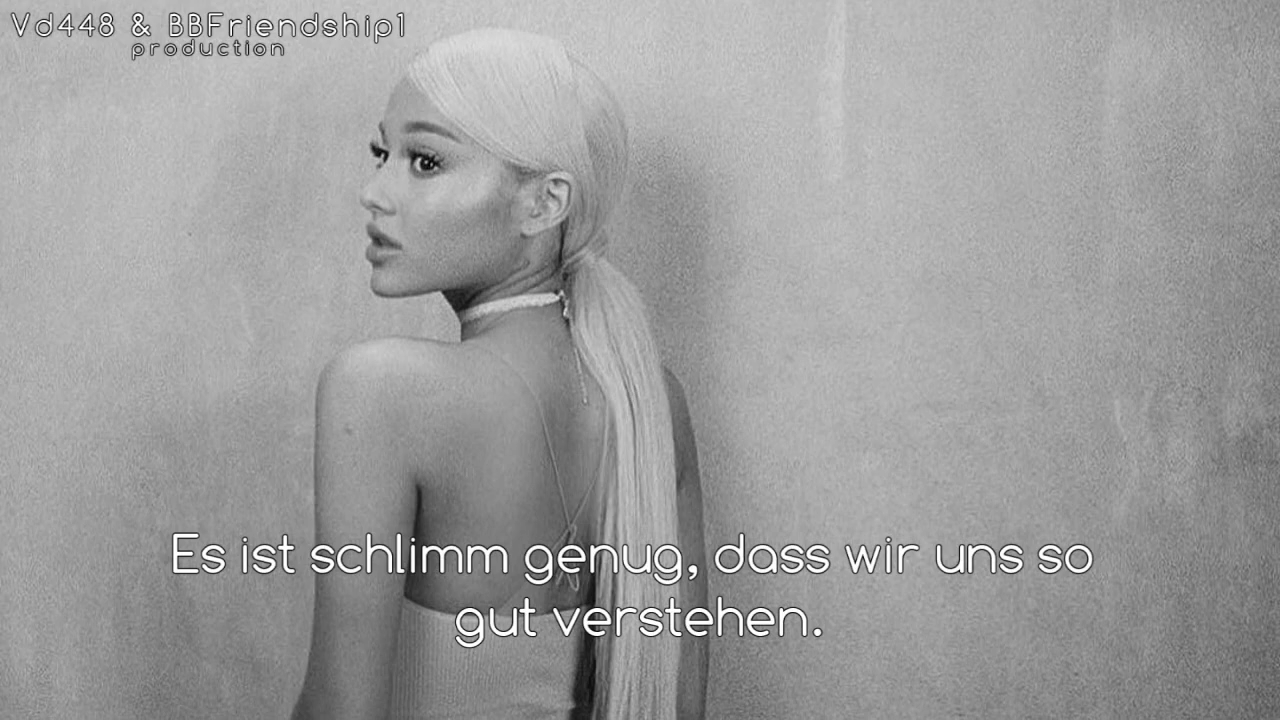 Vd448 & BBFriendship1
production
Es ist schlimm genug, dass wir uns so
gut verstehen.